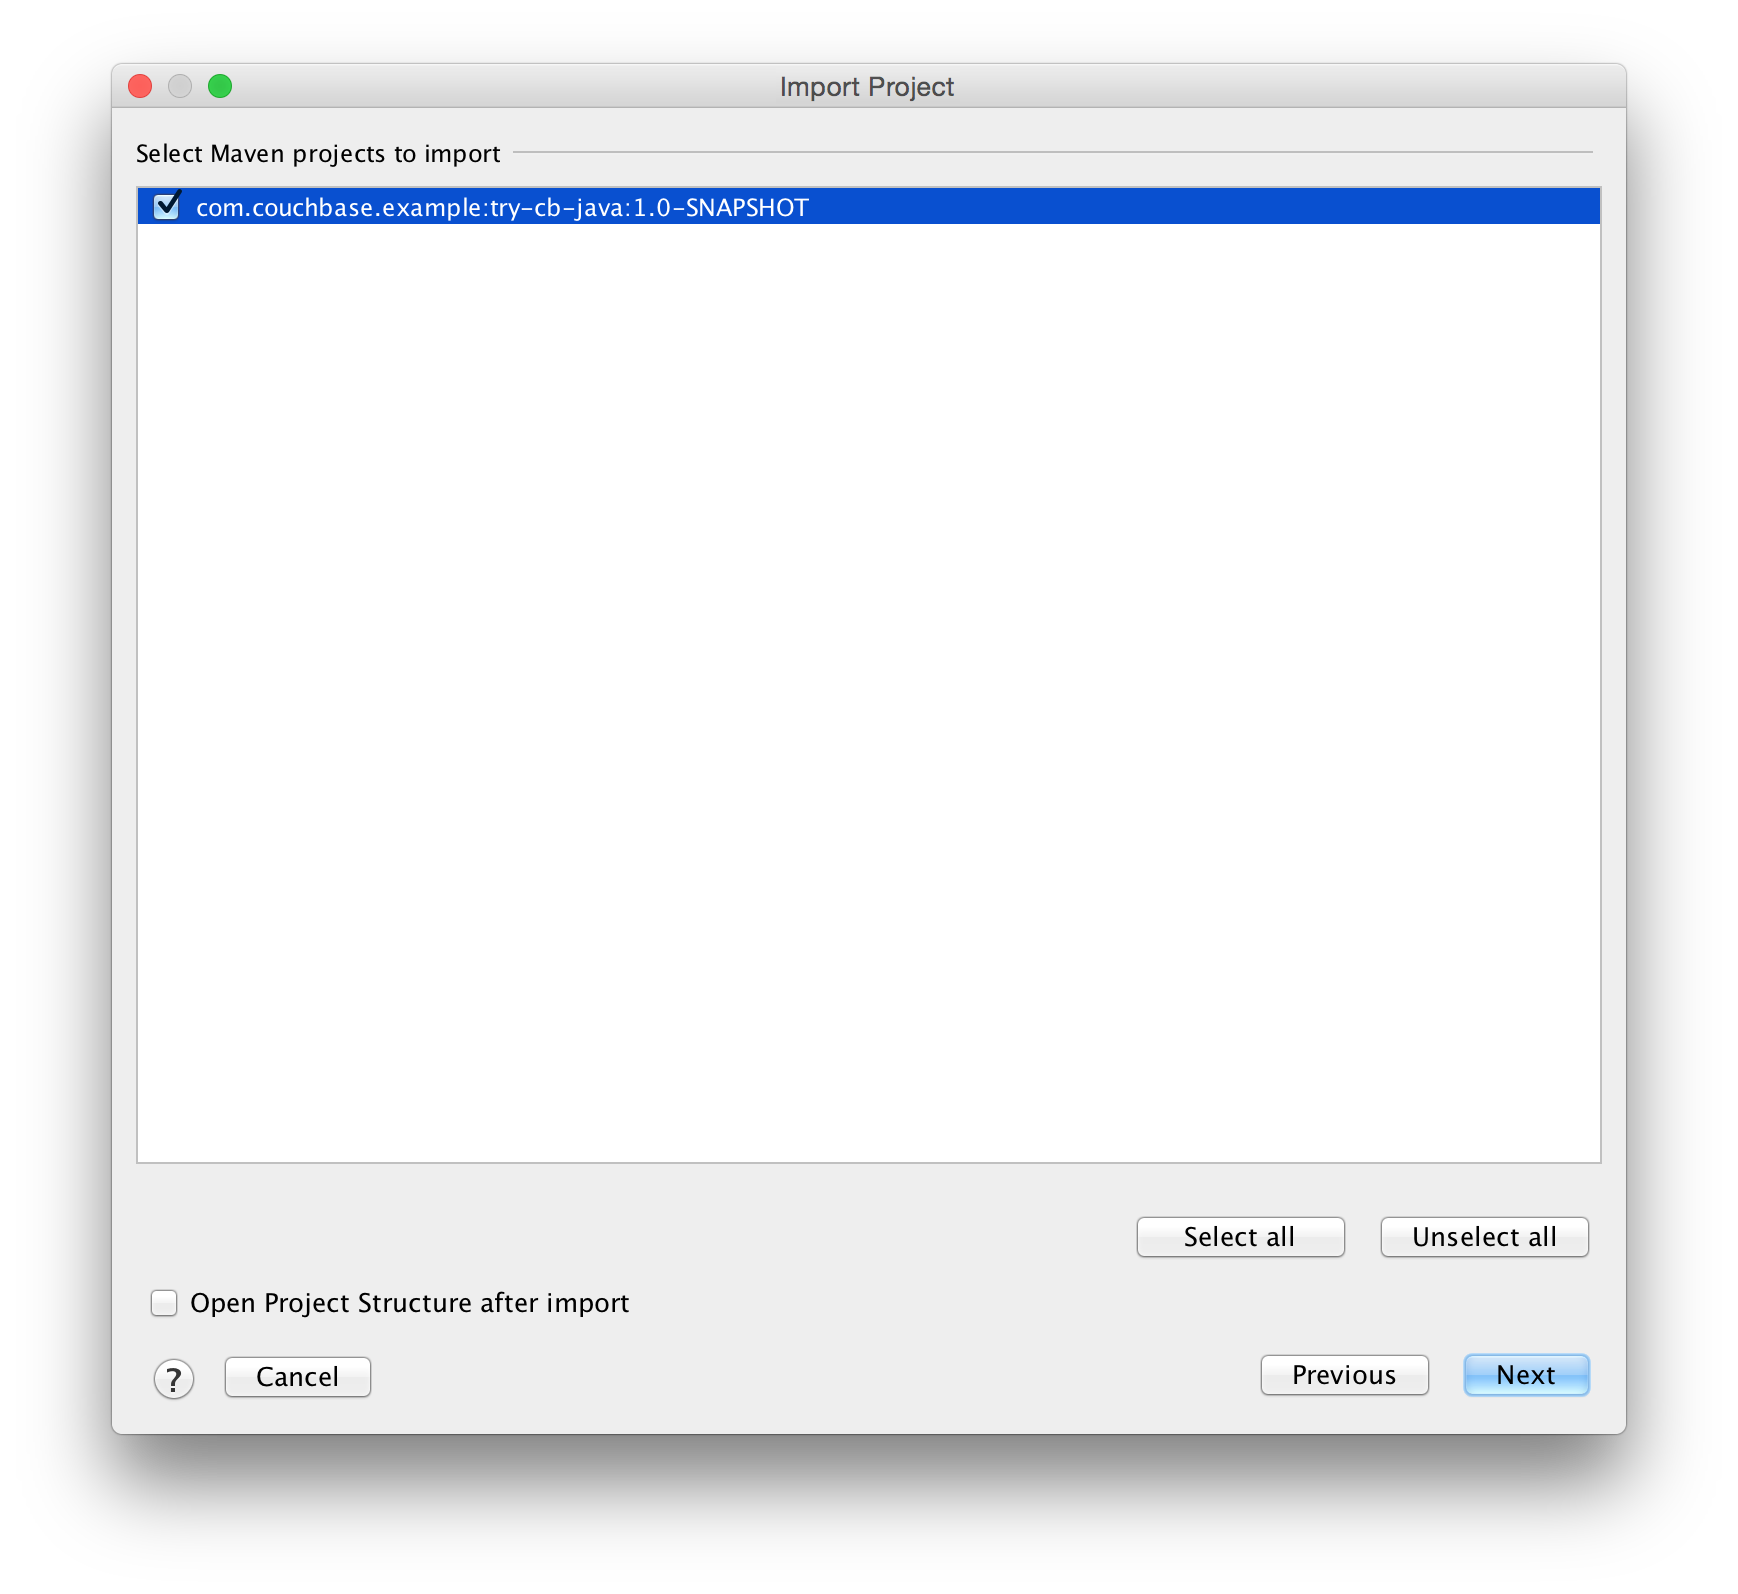 Import Project
Select Maven projects to import
com.couchbase.example:try-cb-java:1.0-SNAPSHOT
Select all
Unselect all
Open Project Structure after import
?
Cancel
Previous
Next